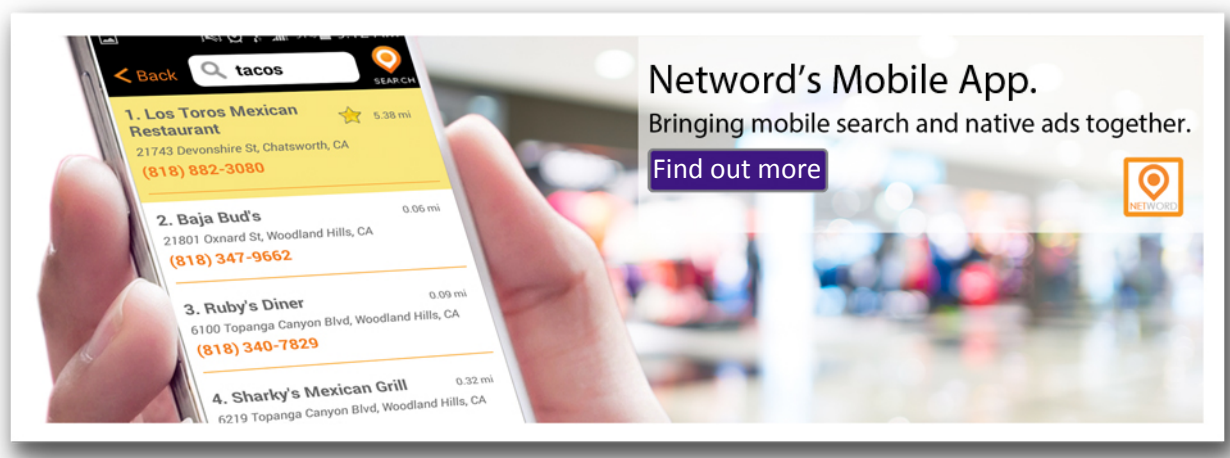 Back
tacos
SEARCH
1. Los Toros Mexican
Restaurant
5.38 mi
21743 Devonshire St, Chatsworth, CA
(818) 882-3080
2. Baja Bud's
0.06 mi
21801 Oxnard St, Woodland Hills, CA
(818) 347-9662
3. Ruby's Diner
0.09 mi
6100 Topanga Canyon Blvd, Woodland Hills, CA
(818) 340-7829
4. Sharky's Mexican Grill
0.32 mi
6219 Topanga Canyon Blvd, Woodland Hills, CA
Netword's Mobile App.
Bringing mobile search and native ads together.
Find out more
NETWORD